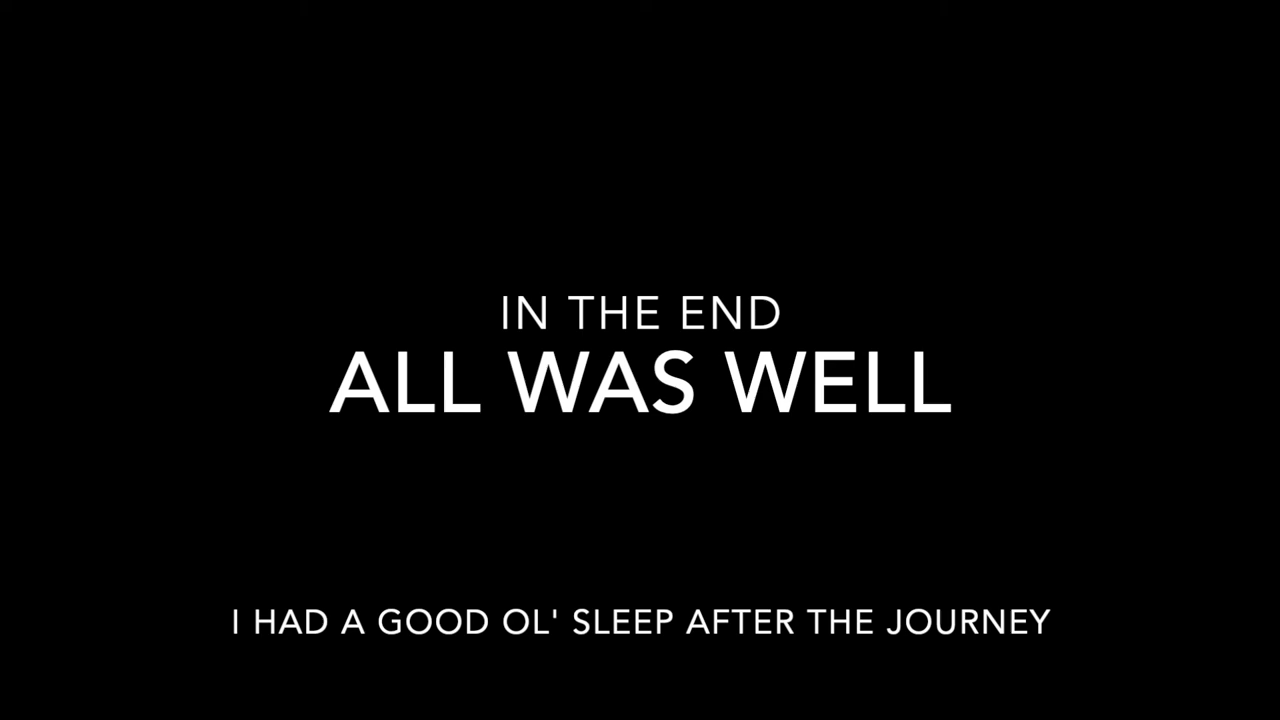 IN THE END
ALL WAS WELL
I HAD A GOOD OL' SLEEP AFTER THE JOURNEY